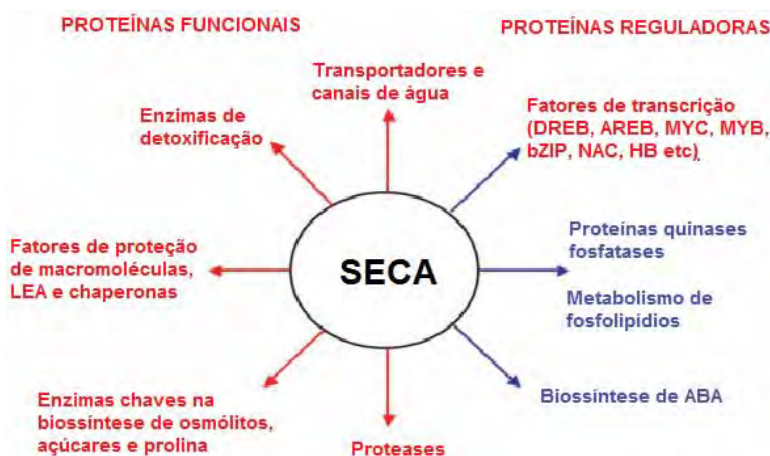 PROTEÍNAS FUNCIONAIS
PROTEÍNAS REGULADORAS
Transportadores e
canais de água
Enzimas de
detoxificação
Fatores de transcrição
(DREB, AREB, MYC, MYB,
bZIP, NAC, HB etc)
Fatores de proteção
de macromoléculas,
LEA e chaperonas
SECA
Proteínas quinases
fosfatases
Metabolismo de
fosfolipídios
Enzimas chaves na
biossíntese de osmólitos,
açúcares e prolina
Proteases
Biossíntese de ABA